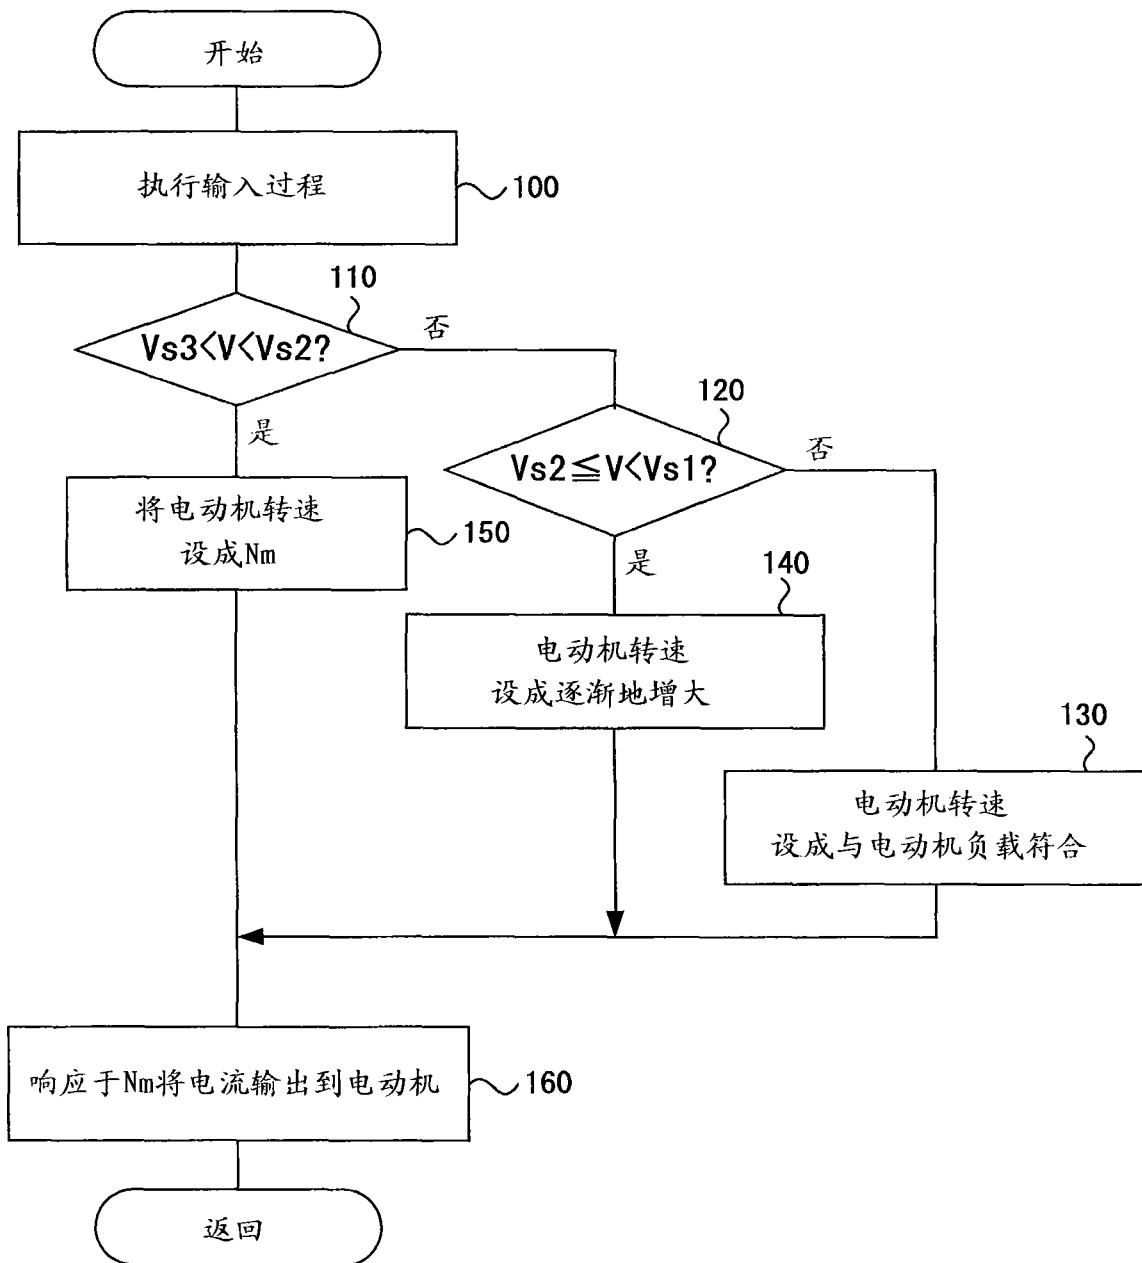 开始
执行输入过程
100
110
Vs3<V<Vs2?
否
是
120
Vs2≦V<Vs1?
否
是
将电动机转速
设成Nm
150
140
电动机转速
设成逐渐地增大
130
电动机转速
设成与电动机负载符合
响应于Nm将电流输出到电动机
160
返回